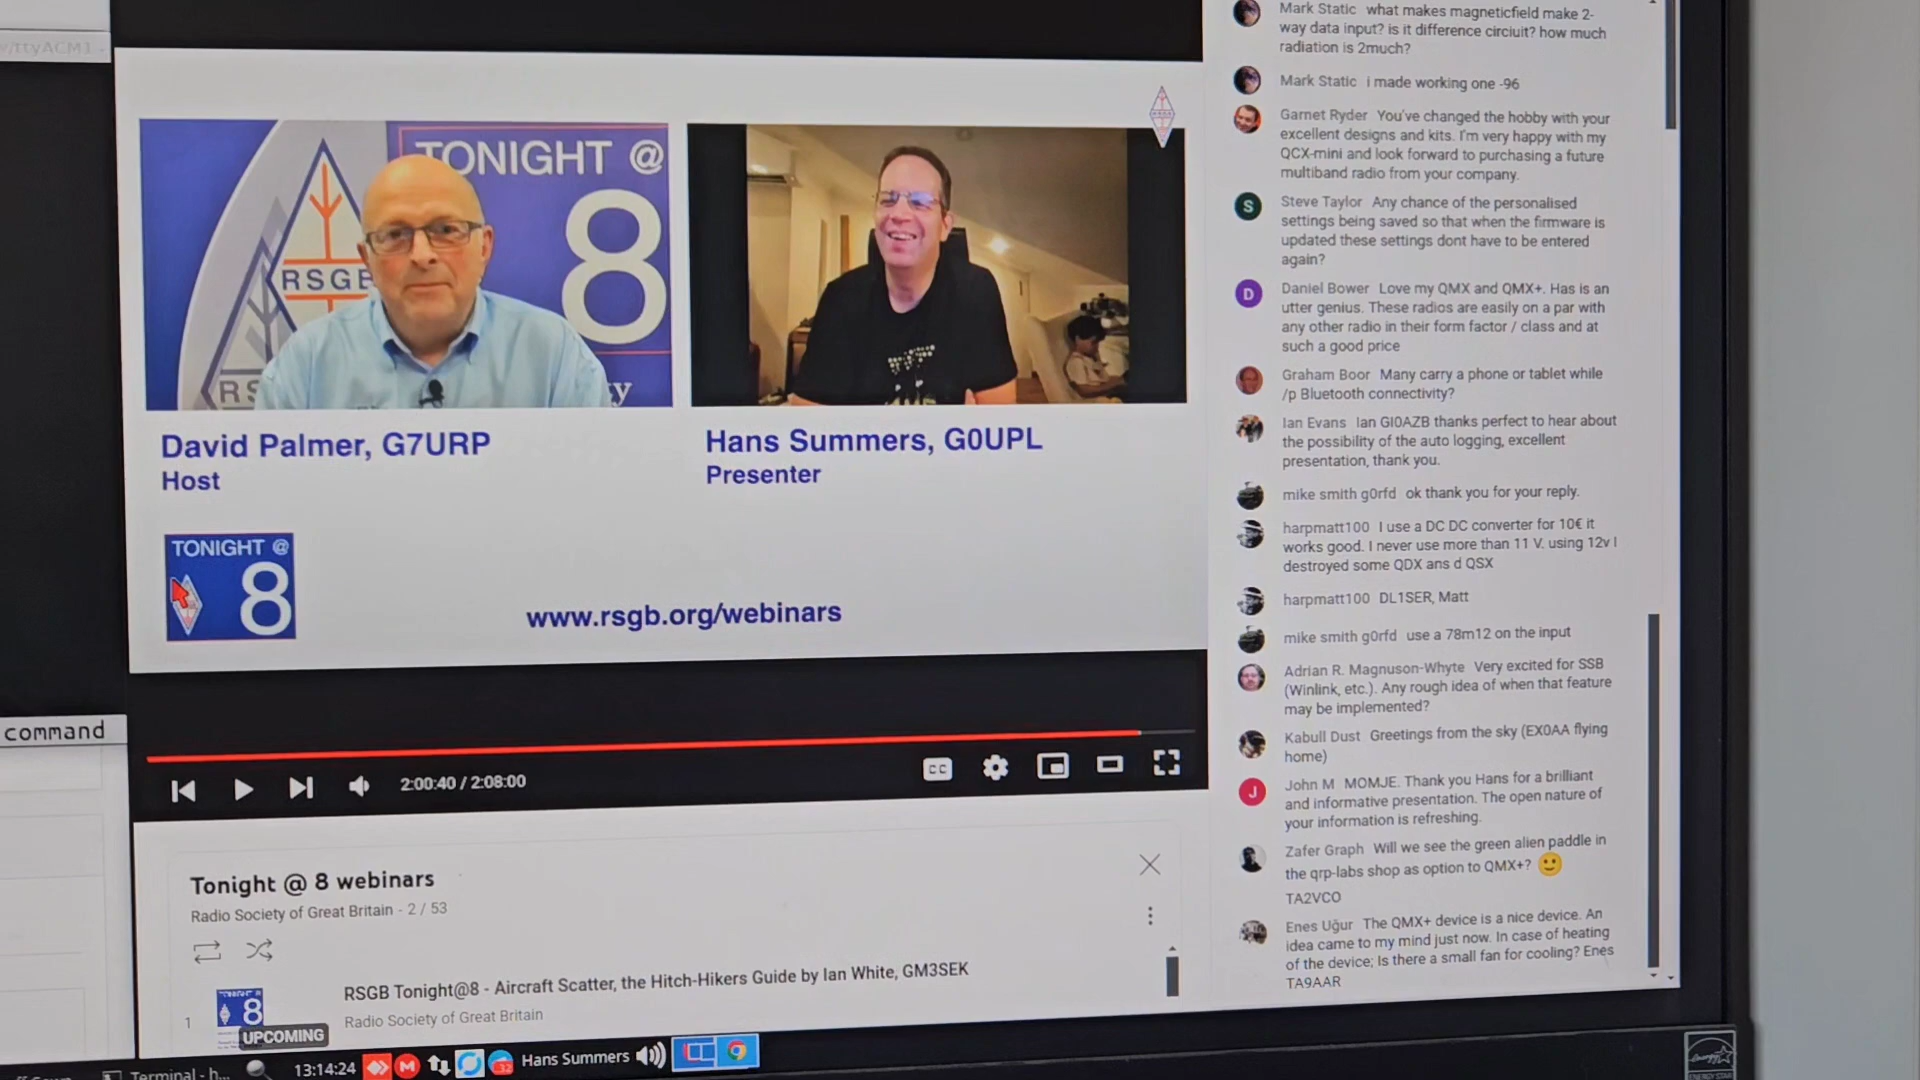 /ttyACM1 -
TONIGHT @
8
RSGB
RS
ty
David Palmer, G7URP
Host
Hans Summers, G0UPL
Presenter
TONIGHT @
8
www.rsgb.org/webinars
command
2:00:40 / 2:08:00
CC
Tonight @ 8 webinars
Radio Society of Great Britain - 2 / 53
1
8
UPCOMING
RSGB Tonight@8 - Aircraft Scatter, the Hitch-Hikers Guide by Ian White, GM3SEK
Radio Society of Great Britain
Mark Static what makes magneticfield make 2-
way data input? is it difference circiuit? how much
radiation is 2much?
Mark Static i made working one -96
Garnet Ryder You've changed the hobby with your
excellent designs and kits. I'm very happy with my
QCX-mini and look forward to purchasing a future
multiband radio from your company.
S
Steve Taylor Any chance of the personalised
settings being saved so that when the firmware is
updated these settings dont have to be entered
again?
D
Daniel Bower Love my QMX and QMX+. Has is an
utter genius. These radios are easily on a par with
any other radio in their form factor / class and at
such a good price
Graham Boor Many carry a phone or tablet while
/p Bluetooth connectivity?
Ian Evans Ian GI0AZB thanks perfect to hear about
the possibility of the auto logging, excellent
presentation, thank you.
mike smith g0rfd ok thank you for your reply.
harpmatt100 I use a DC DC converter for 10€ it
works good. I never use more than 11 V. using 12v I
destroyed some QDX ans d QSX
harpmatt100 DL1SER, Matt
mike smith g0rfd use a 78m12 on the input
Adrian R. Magnuson-Whyte Very excited for SSB
(Winlink, etc.). Any rough idea of when that feature
may be implemented?
Kabull Dust Greetings from the sky (EX0AA flying
home)
J
John M M0MJE. Thank you Hans for a brilliant
and informative presentation. The open nature of
your information is refreshing.
Zafer Graph Will we see the green alien paddle in
the qrp-labs shop as option to QMX+? 🙂
TA2VCO
Enes Uğur The QMX+ device is a nice device. An
idea came to my mind just now. In case of heating
of the device; Is there a small fan for cooling? Enes
TA9AAR
Terminal - h...
13:14:24
M
32
Hans Summers
ENERGY STAR